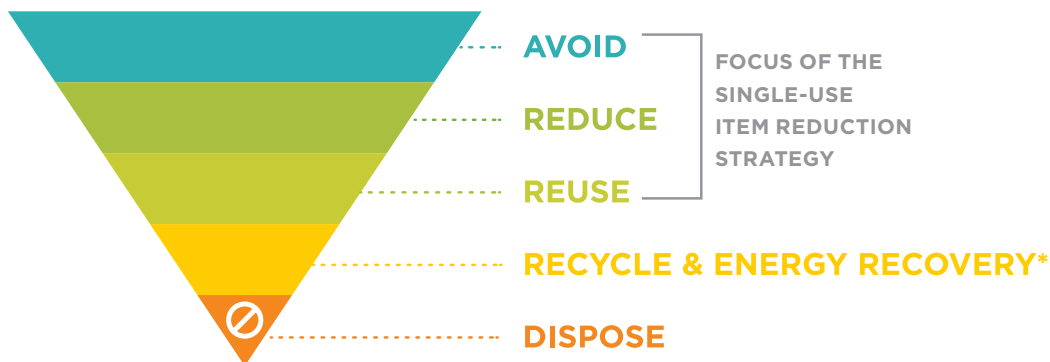 AVOID
FOCUS OF THE
SINGLE-USE
ITEM REDUCTION
STRATEGY
REDUCE
REUSE
RECYCLE & ENERGY RECOVERY*
DISPOSE